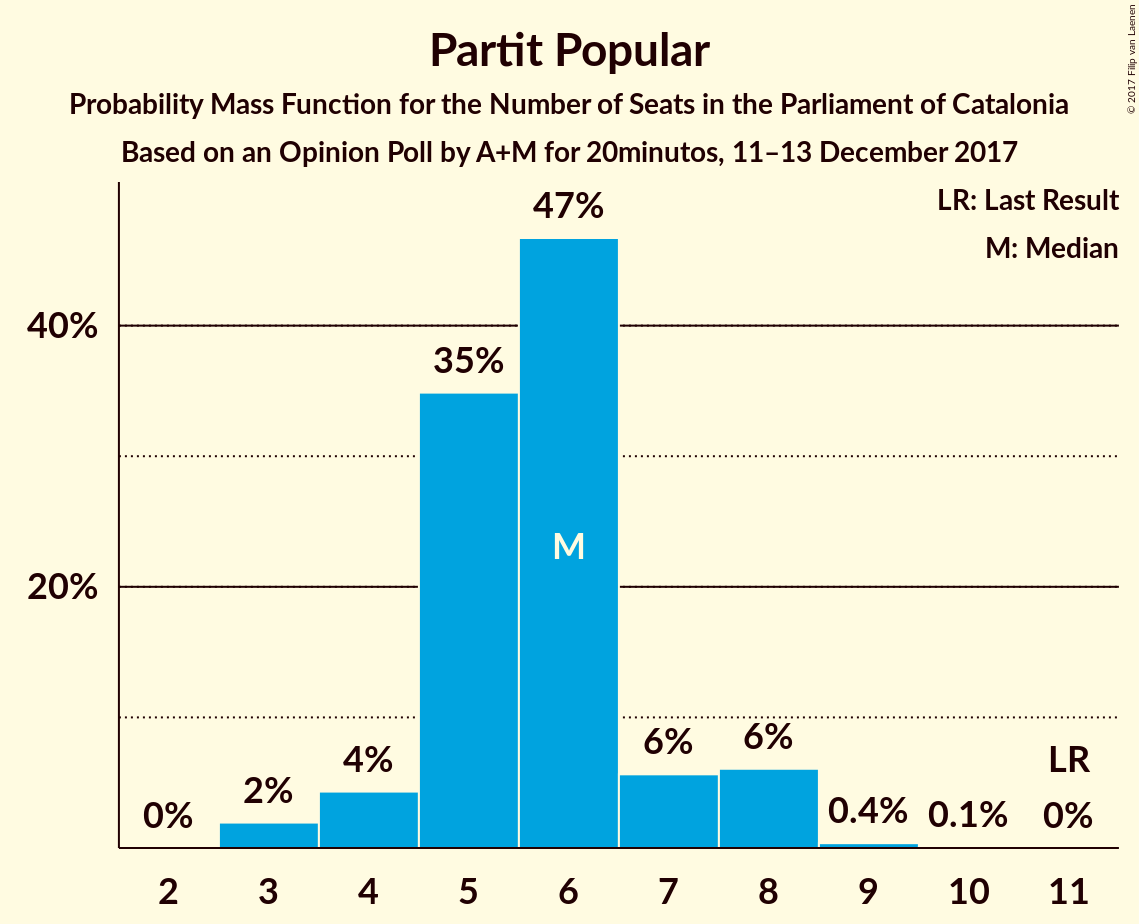 Partit Popular
Probability Mass Function for the Number of Seats in the Parliament of Catalonia
Based on an Opinion Poll by A+M for 20minutos, 11–13 December 2017
© 2017 Filip van Laenen
LR: Last Result
M: Median
47%
40%
35%
M
20%
6%
6%
4%
LR
2%
0%
0.4%
0.1%
0%
2 3 4 5 6 7 8 9 10 11